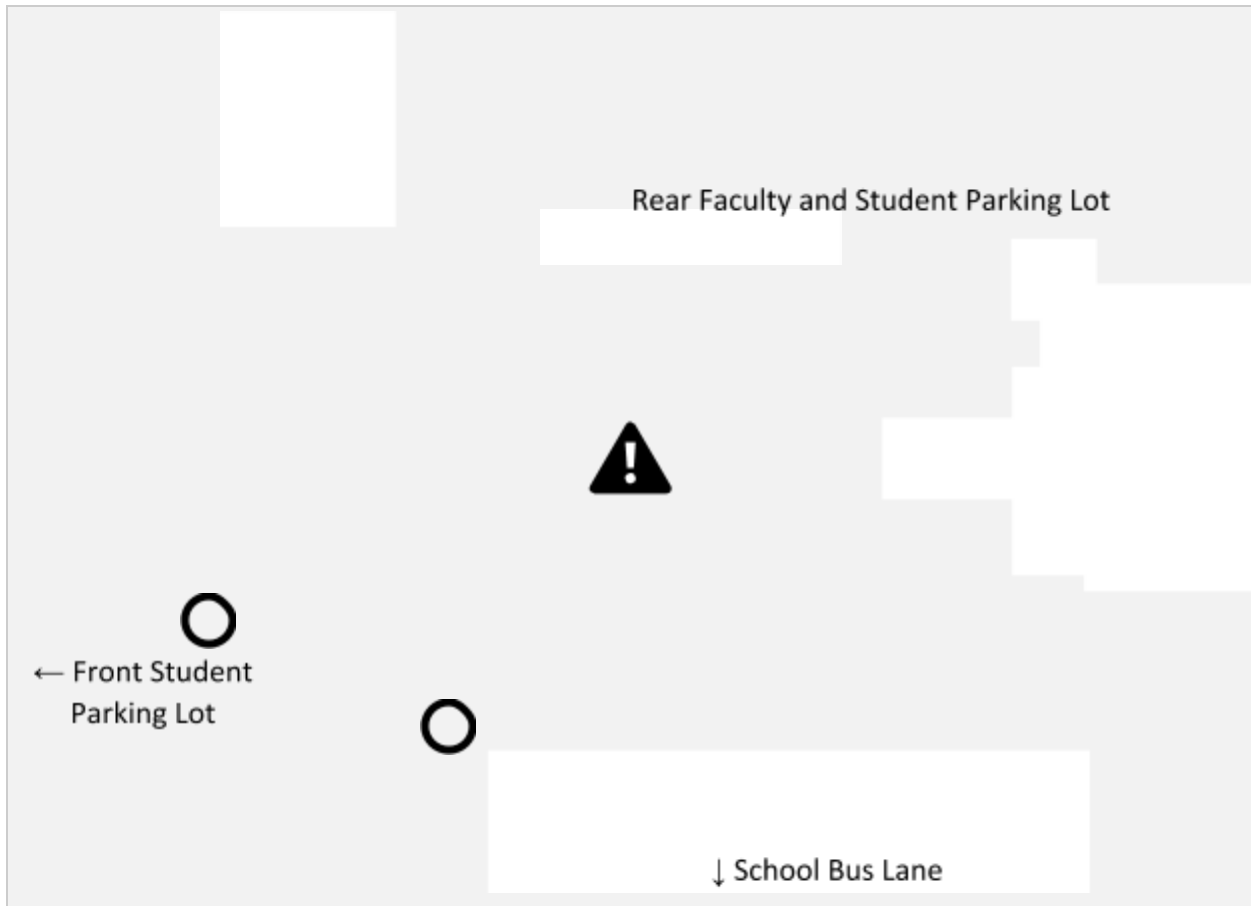 Rear Faculty and Student Parking Lot
!
← Front Student
Parking Lot
↓ School Bus Lane